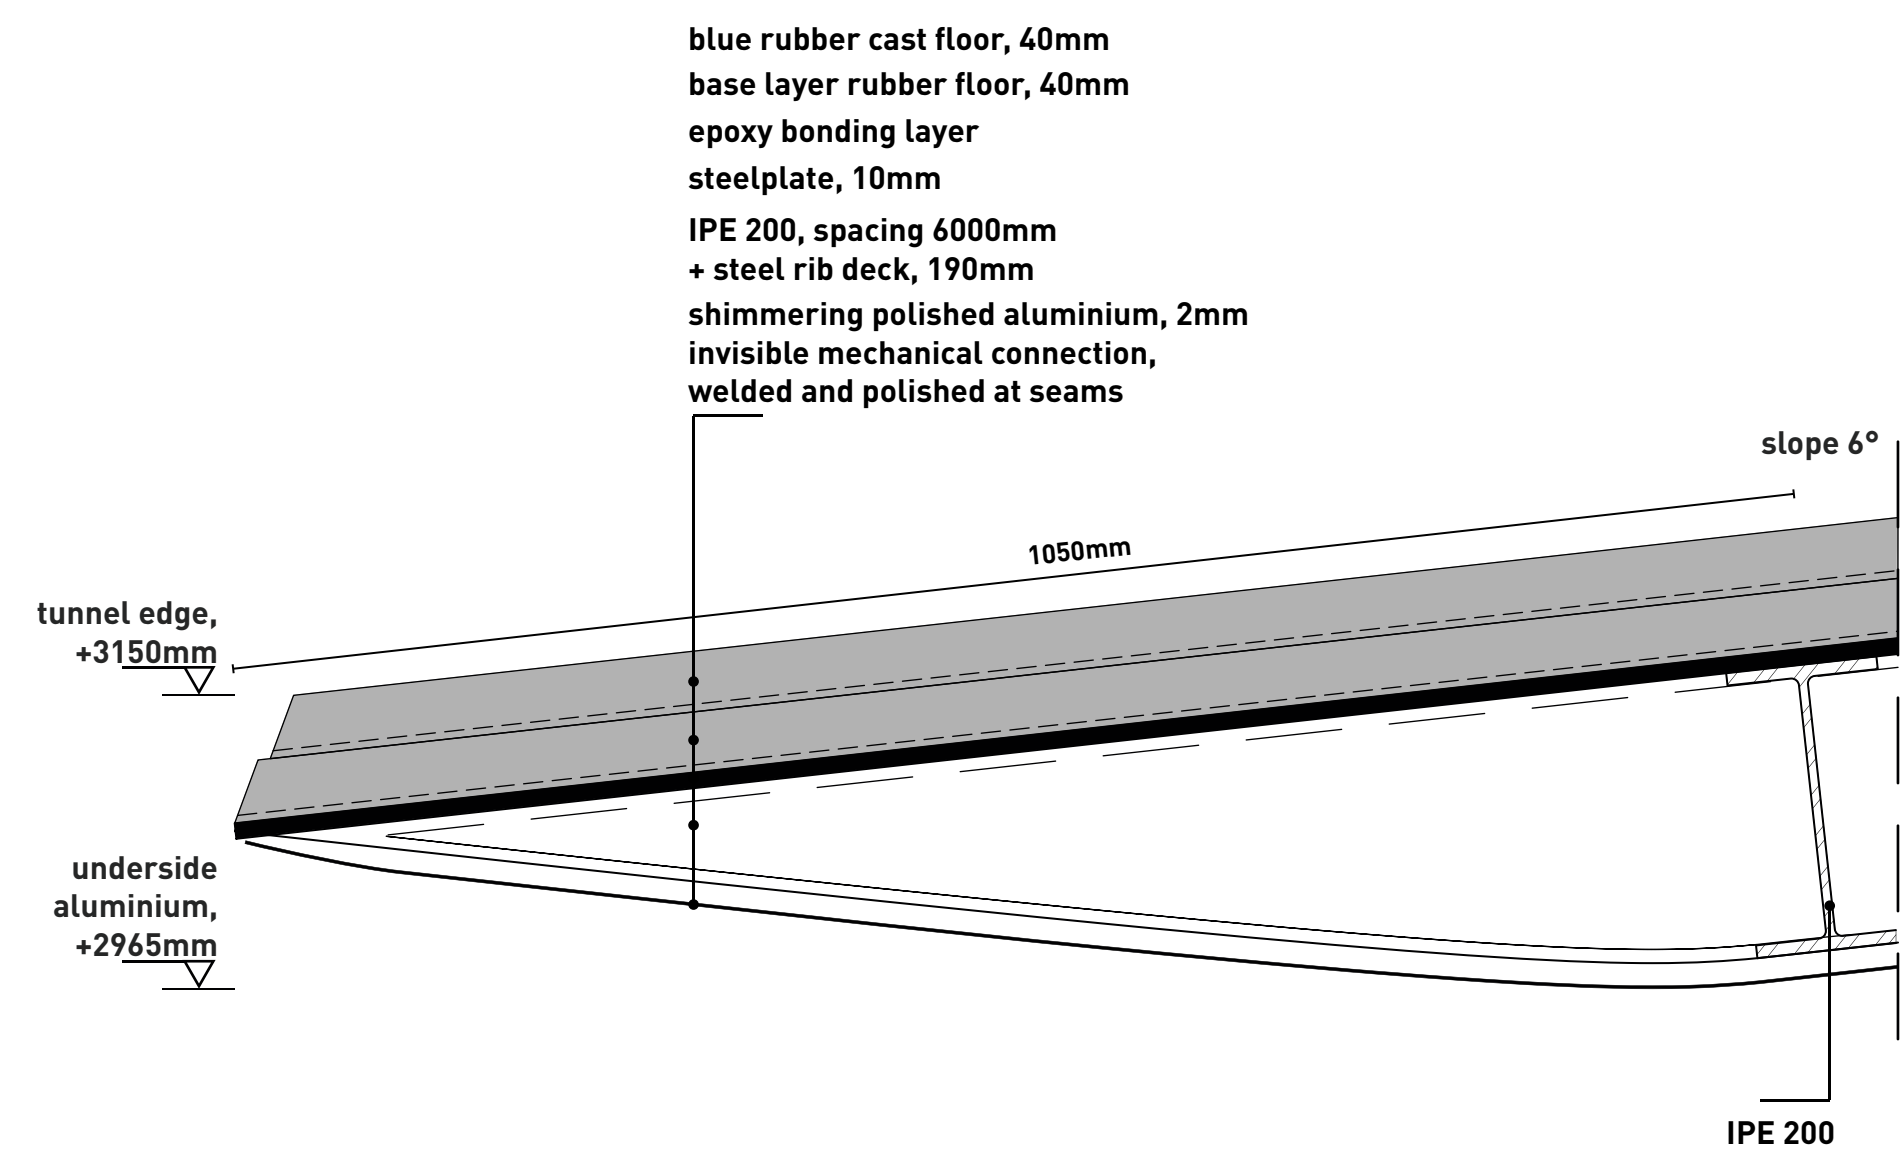 blue rubber cast floor, 40mm
base layer rubber floor, 40mm
epoxy bonding layer
steelplate, 10mm
IPE 200, spacing 6000mm
+ steel rib deck, 190mm
shimmering polished aluminium, 2mm
invisible mechanical connection,
welded and polished at seams
slope 6°
1050mm
tunnel edge,
+3150mm
underside
aluminium,
+2965mm
IPE 200